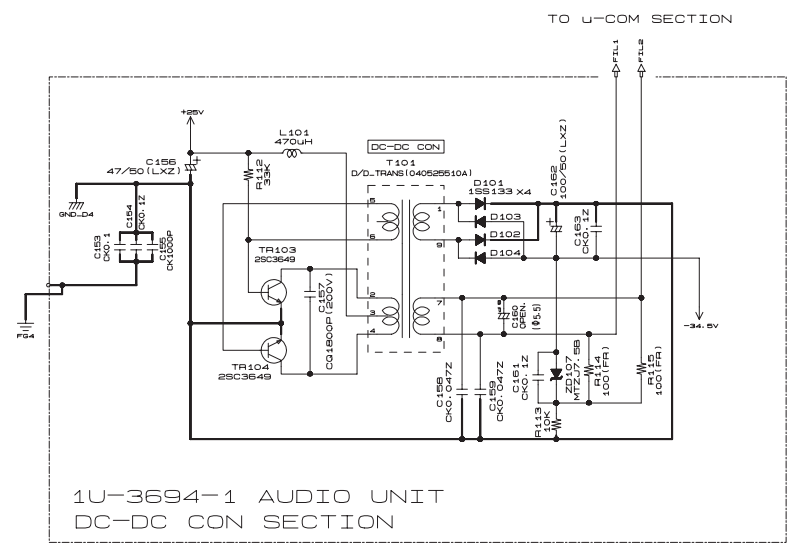 TO u-COM SECTION
FIL1
FIL2
+25V
C156
47/50(LXZ)
L101
470uH
R112
33K
DC-DC CON
T101
D/D_TRANS(040525510A)
D101
1SS133 X4
D103
D102
D104
C162
100/50(LXZ)
C163
CK0.1Z
GND_D4
C154
CK0.1Z
C153
CK0.1
C155
CK1000P
TR103
2SC3649
C157
CQ1800P(200V)
5
6
2
3
4
1
9
7
8
C160
OPEN.
(Φ5.5)
-34.5V
FG4
TR104
2SC3649
C158
CK0.047Z
C159
CK0.047Z
C161
CK0.1Z
ZD107
MTZJ7.5B
R114
100(FR)
R115
100(FR)
R113
10K
1U-3694-1 AUDIO UNIT
DC-DC CON SECTION